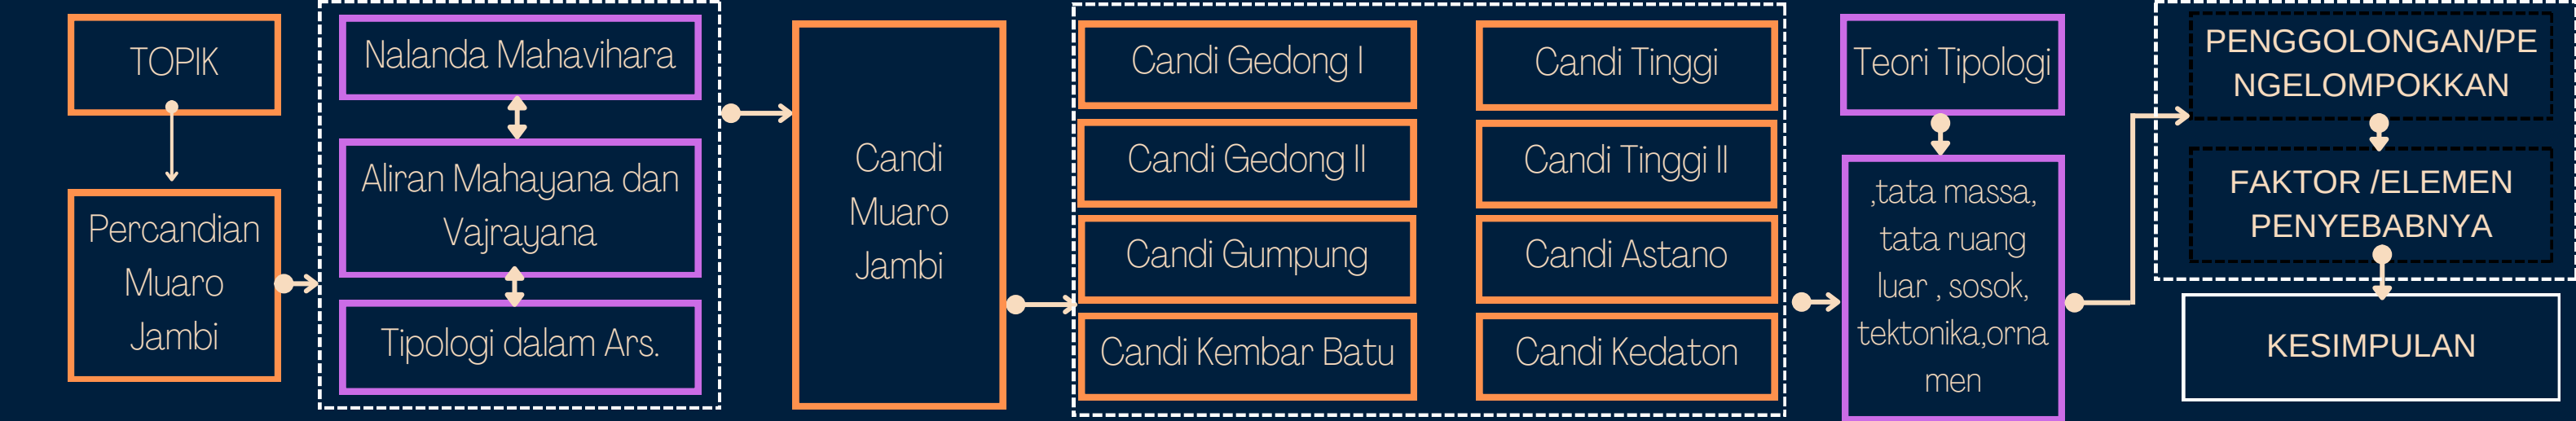 TOPIK
Percandian
Muaro
Jambi
Nalanda Mahavihara
Aliran Mahayana dan
Vajrayana
Tipologi dalam Ars.
Candi
Muaro
Jambi
Candi Gedong I
Candi Gedong II
Candi Gumpung
Candi Kembar Batu
Candi Tinggi
Candi Tinggi II
Candi Astano
Candi Kedaton
Teori Tipologi
,tata massa,
tata ruang
luar , sosok,
tektonika,orna
men
PENGGOLONGAN/PE
NGELOMPOKKAN
FAKTOR /ELEMEN
PENYEBABNYA
KESIMPULAN